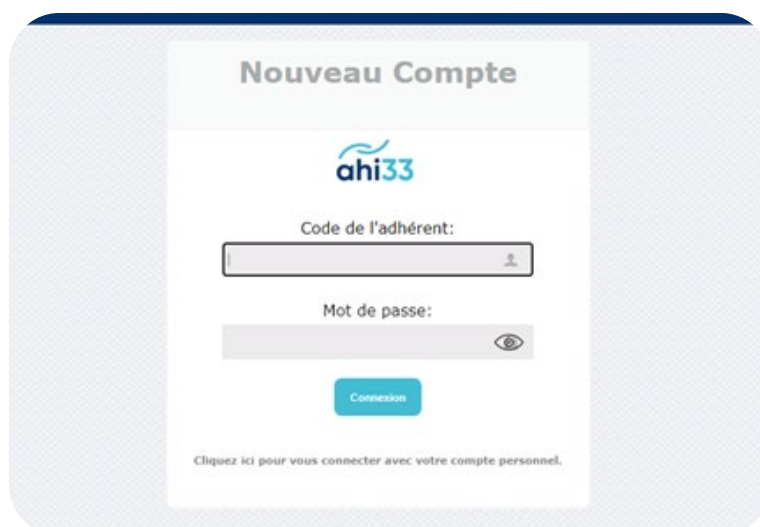 Nouveau Compte
ahi33
Code de l'adhérent:
Mot de passe:
Connexion
Cliquez ici pour vous connecter avec votre compte personnel.